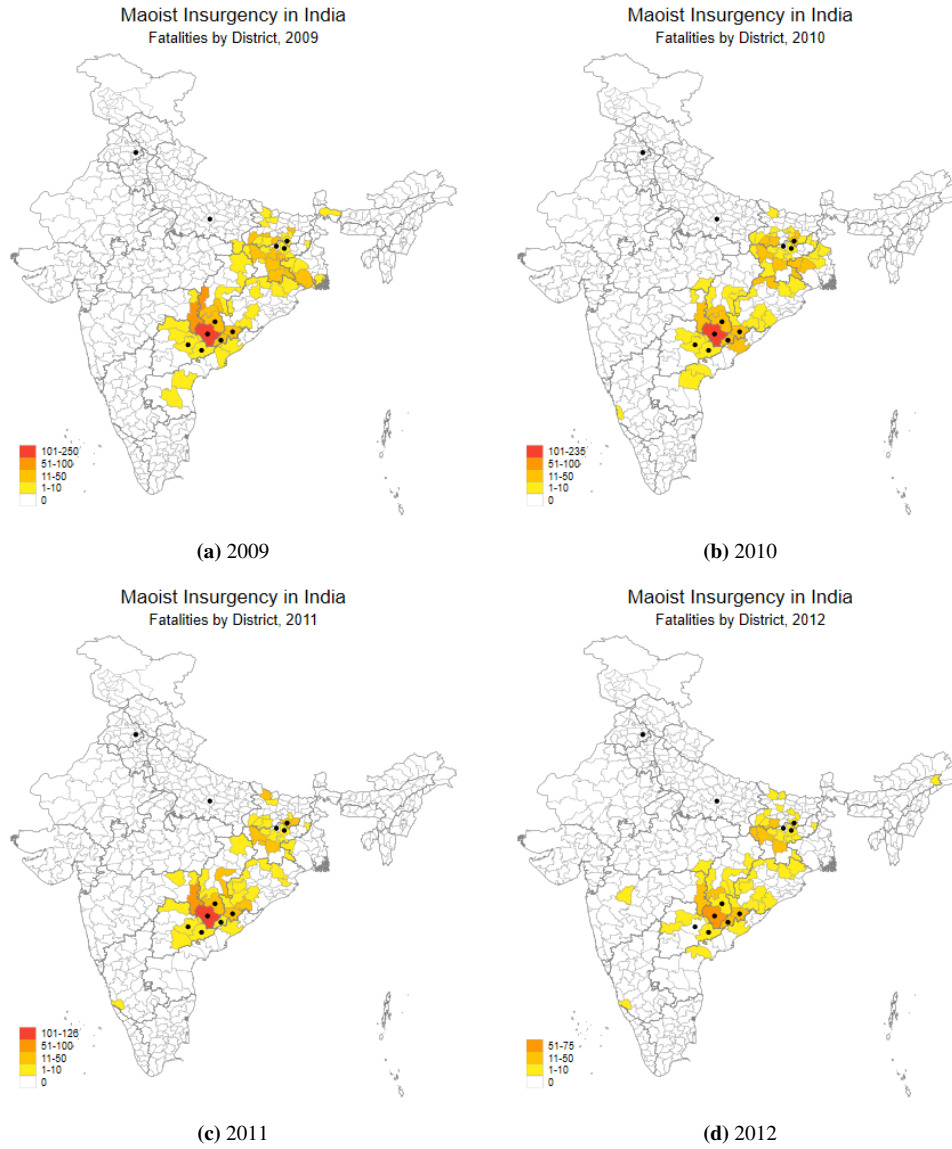 Maoist Insurgency in India
Fatalities by District, 2009
101-250
51-100
11-50
1-10
0
(a) 2009
Maoist Insurgency in India
Fatalities by District, 2010
101-235
51-100
11-50
1-10
0
(b) 2010
Maoist Insurgency in India
Fatalities by District, 2011
101-126
51-100
11-50
1-10
0
(c) 2011
Maoist Insurgency in India
Fatalities by District, 2012
51-75
11-50
1-10
0
(d) 2012